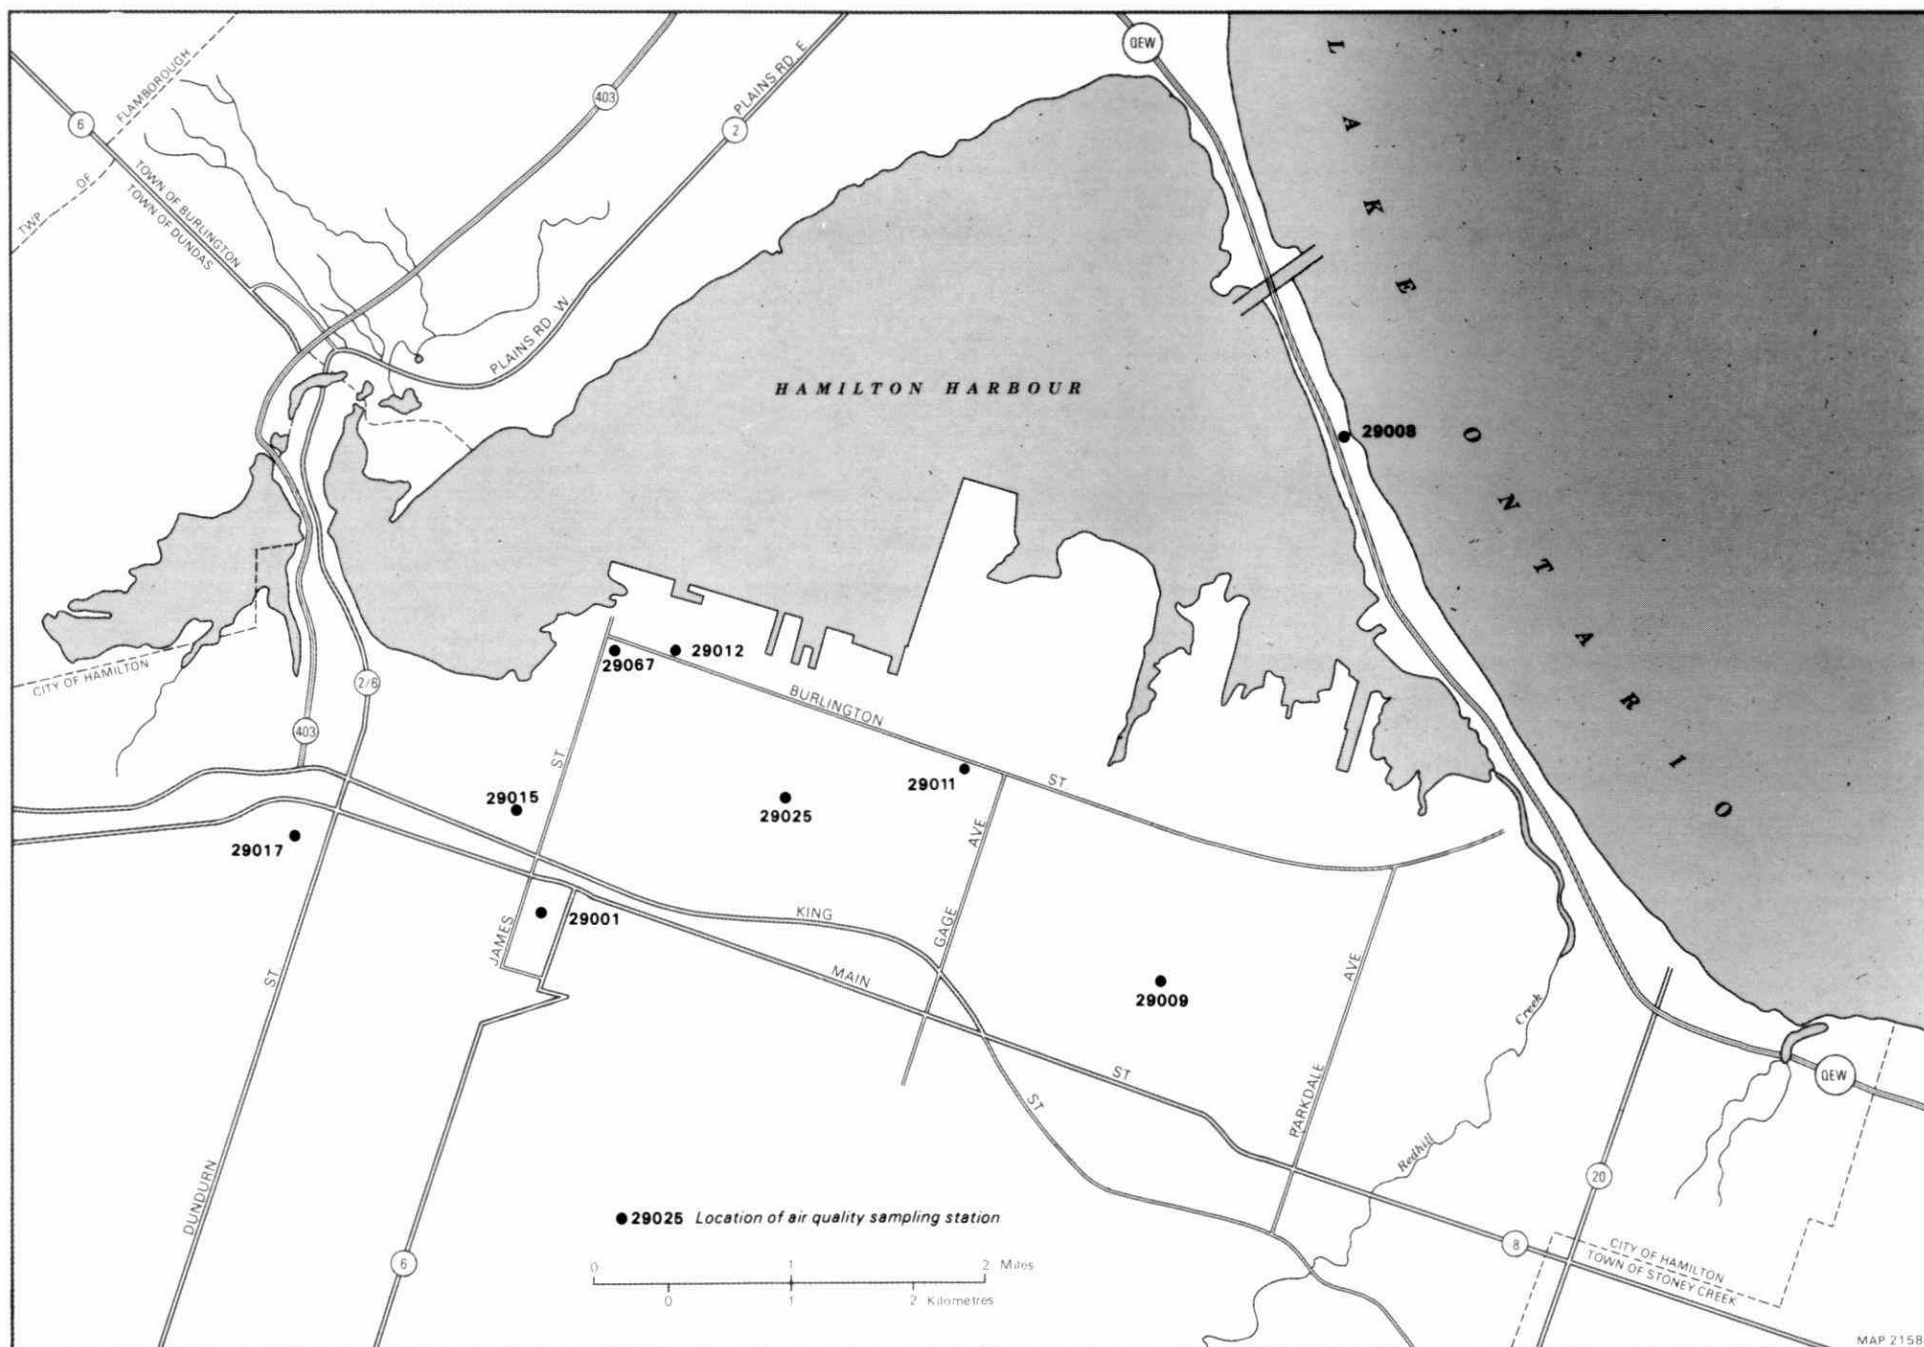 QEW
LAKE ONTARIO
403
PLAINS RD. E
2
6
TWP OF FLAMBOROUGH
TOWN OF BURLINGTON
TOWN OF DUNDAS
PLAINS RD. W
HAMILTON HARBOUR
29008
29067
29012
CITY OF HAMILTON
2/6
403
BURLINGTON ST
29011
29015
29025
29017
29001
JAMES ST.
KING ST
GAGE AVE
MAIN ST
29009
PARKDALE AVE
Redhill Creek
DUNDURN ST
QEW
20
8
6
CITY OF HAMILTON
TOWN OF STONEY CREEK
29025 Location of air quality sampling station
0 1 2 Miles
0 1 2 Kilometres
MAP 2158